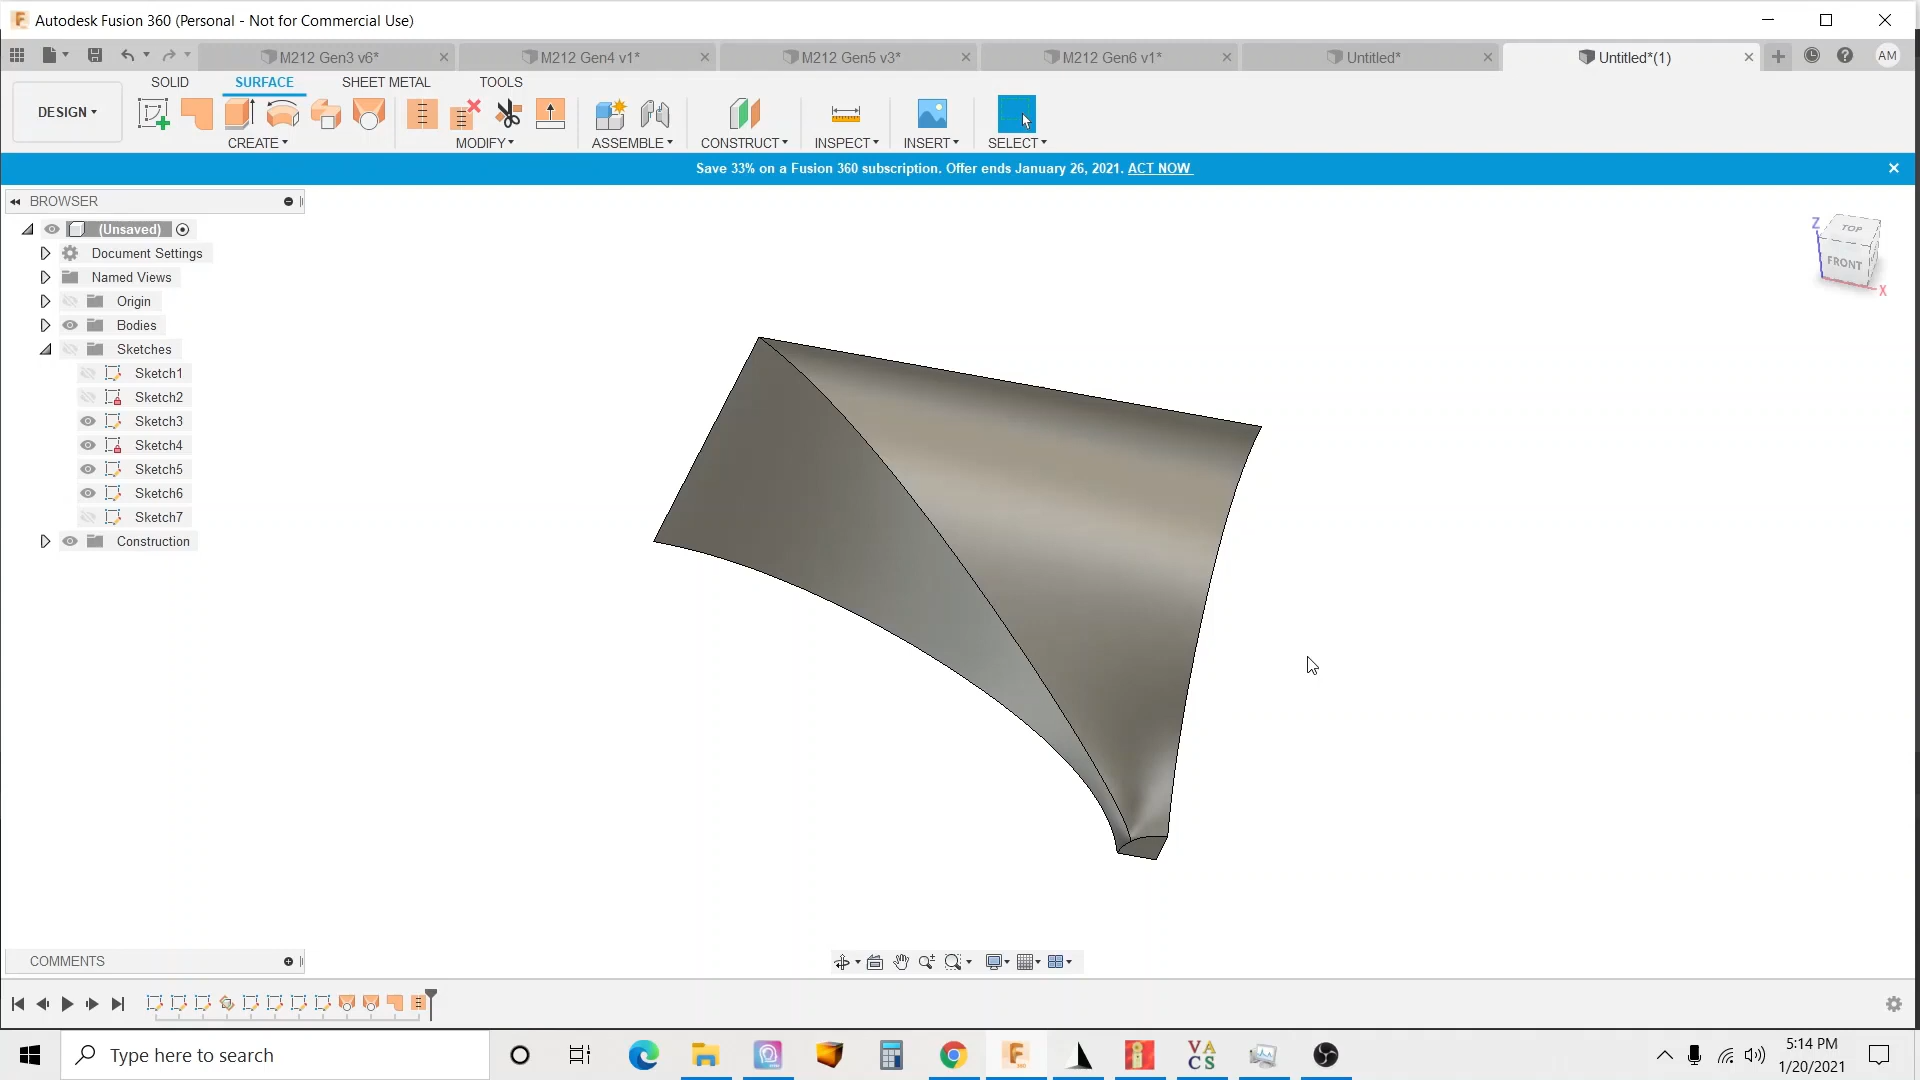 Autodesk Fusion 360 (Personal - Not for Commercial Use)
M212 Gen3 v6*
M212 Gen4 v1*
M212 Gen5 v3*
M212 Gen6 v1*
Untitled*
Untitled*(1)
AM
SOLID
SURFACE
SHEET METAL
TOOLS
DESIGN
CREATE
MODIFY
ASSEMBLE
CONSTRUCT
INSPECT
INSERT
SELECT
Save 33% on a Fusion 360 subscription. Offer ends January 26, 2021. ACT NOW
BROWSER
(Unsaved)
Document Settings
Named Views
Origin
Bodies
Sketches
Sketch1
Sketch2
Sketch3
Sketch4
Sketch5
Sketch6
Sketch7
Construction
Z
TOP
FRONT
X
COMMENTS
Type here to search
VA
CS
5:14 PM
1/20/2021